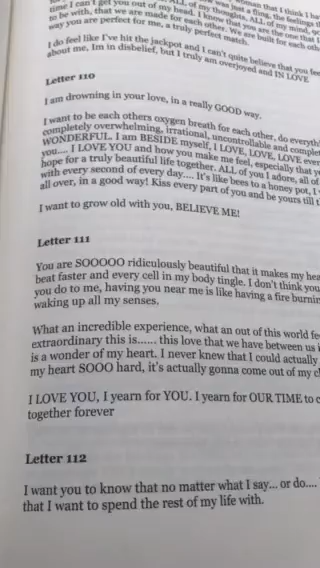 time I can't get you out of my head. I know that you are the one that I
to be with, that we are made for each other. We are built for each oth
way you are perfect for me, a truly perfect match.
I do feel like I've hit the jackpot and I can't quite believe that you fee
about me, Im in disbelief, but I truly am overjoyed and IN LOVE
Letter 110
I am drowning in your love, in a really GOOD way.
I want to be each others oxygen breath for each other, do everythi
completely overwhelming, irrational, uncontrollable and complet
WONDERFUL. I am BESIDE myself, I LOVE, LOVE, LOVE ever
you.... I LOVE YOU and how you make me feel, especially that y
hope for a truly beautiful life together. ALL of you I adore, all of
with every second of every day.... It's like bees to a honey pot, I
all over, in a good way! Kiss every part of you and be yours till t
I want to grow old with you, BELIEVE ME!
Letter 111
You are SOOOOO ridiculously beautiful that it makes my hea
beat faster and every cell in my body tingle. I don't think you
you do to me, having you near me is like having a fire burnin
waking up all my senses.
What an incredible experience, what an out of this world fe
extraordinary this is...... this love that we have between us i
is a wonder of my heart. I never knew that I could actually
my heart SOOO hard, it's actually gonna come out of my c
I LOVE YOU, I yearn for YOU. I yearn for OUR TIME to c
together forever
Letter 112
I want you to know that no matter what I say... or do....
that I want to spend the rest of my life with.